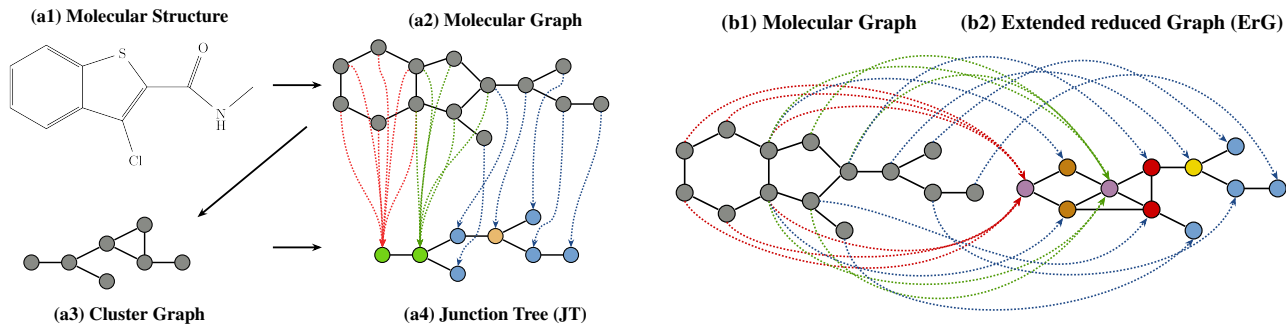 (a1) Molecular Structure
(a2) Molecular Graph
(b1) Molecular Graph
(b2) Extended reduced Graph (ErG)
S
O
N
H
Cl
(a3) Cluster Graph
(a4) Junction Tree (JT)